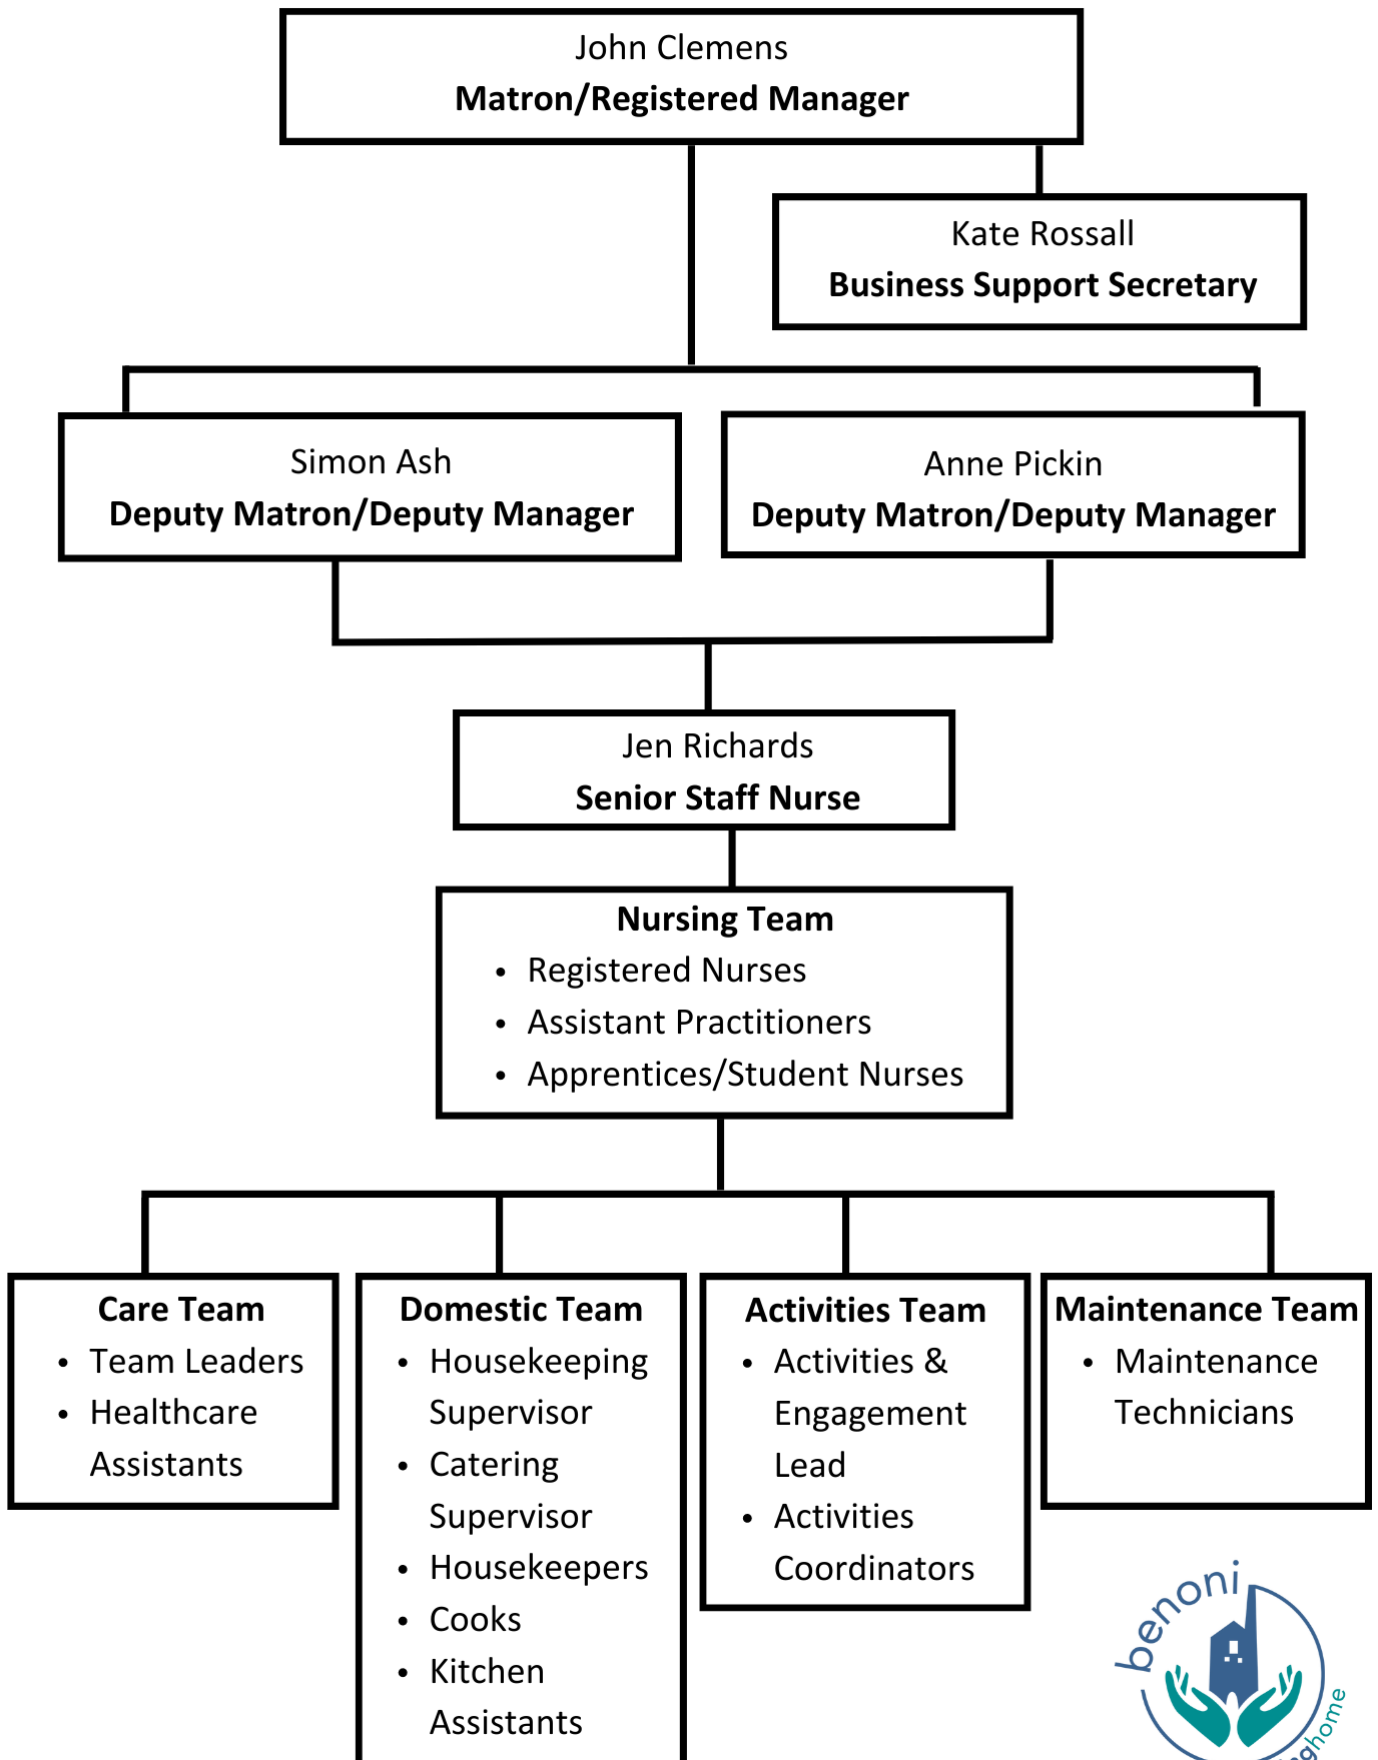 John Clemens
Matron/Registered Manager
Kate Rossall
Business Support Secretary
Simon Ash
Deputy Matron/Deputy Manager
Anne Pickin
Deputy Matron/Deputy Manager
Jen Richards
Senior Staff Nurse
Nursing Team
• Registered Nurses
• Assistant Practitioners
• Apprentices/Student Nurses
Care Team
• Team Leaders
• Healthcare
Assistants
Domestic Team
• Housekeeping
Supervisor
• Catering
Supervisor
• Housekeepers
• Cooks
• Kitchen
Assistants
Activities Team
• Activities &
Engagement
Lead
• Activities
Coordinators
Maintenance Team
• Maintenance
Technicians
benoni
home